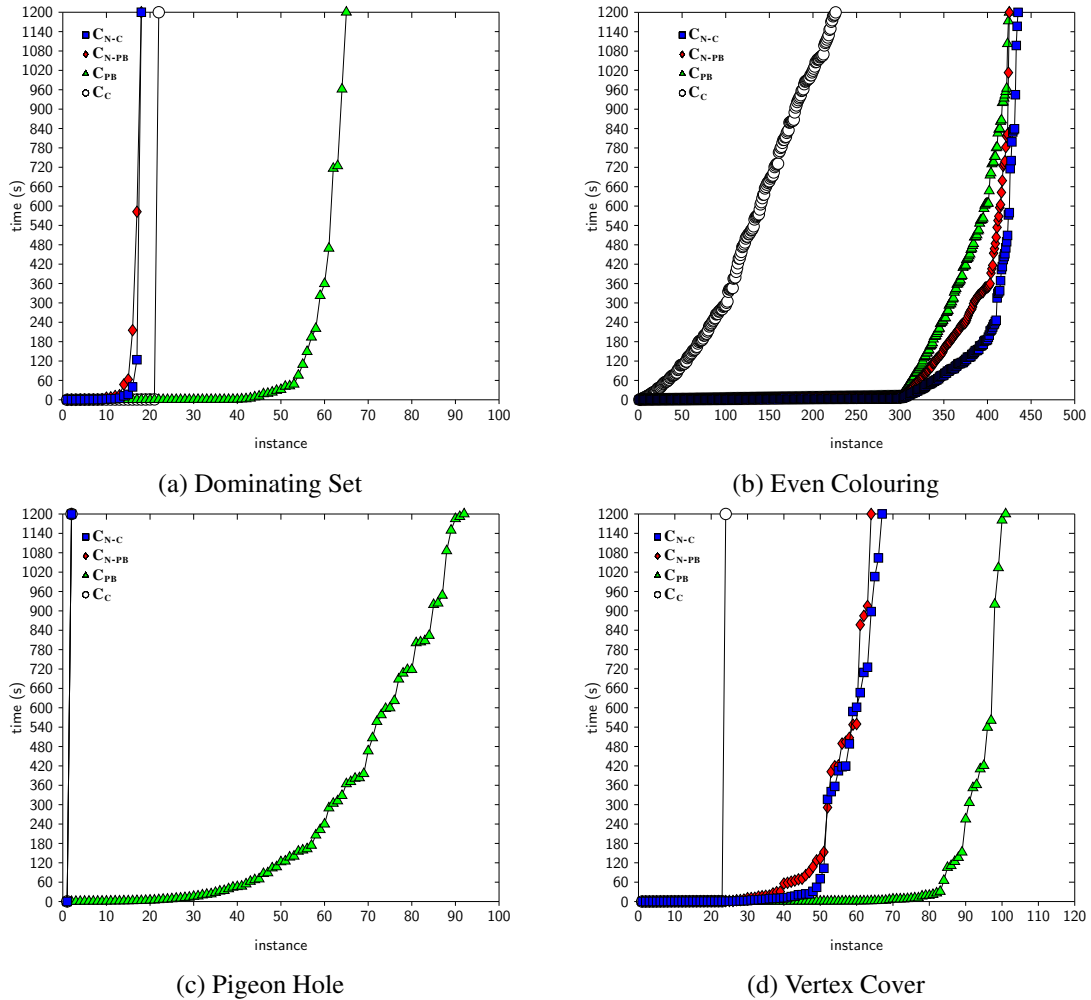 1200
1140
1080
1020
960
900
840
780
720
660
600
540
480
420
360
300
240
180
120
60
0
time (s)
C_N-C
C_N-PB
C_PB
C_C
0 10 20 30 40 50 60 70 80 90 100
instance
(a) Dominating Set
1200
1140
1080
1020
960
900
840
780
720
660
600
540
480
420
360
300
240
180
120
60
0
time (s)
C_N-C
C_N-PB
C_PB
C_C
0 50 100 150 200 250 300 350 400 450 500
instance
(b) Even Colouring
1200
1140
1080
1020
960
900
840
780
720
660
600
540
480
420
360
300
240
180
120
60
0
time (s)
C_N-C
C_N-PB
C_PB
C_C
0 10 20 30 40 50 60 70 80 90 100
instance
(c) Pigeon Hole
1200
1140
1080
1020
960
900
840
780
720
660
600
540
480
420
360
300
240
180
120
60
0
time (s)
C_N-C
C_N-PB
C_PB
C_C
0 10 20 30 40 50 60 70 80 90 100 110 120
instance
(d) Vertex Cover